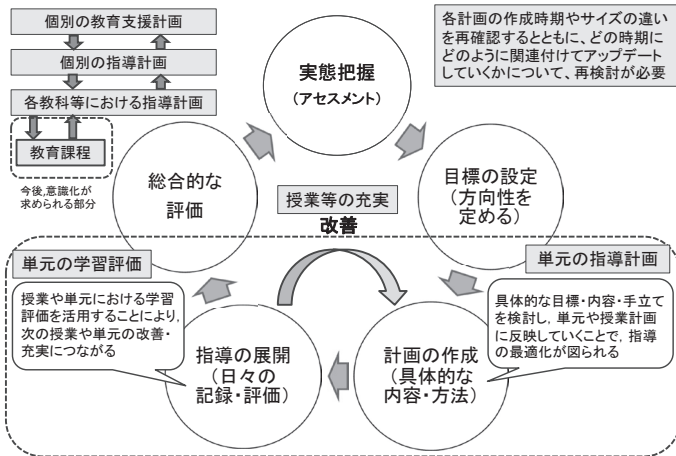 個別の教育支援計画
個別の指導計画
各教科等における指導計画
教育課程
今後,意識化が
求められる部分
各計画の作成時期やサイズの違い
を再確認するとともに、どの時期に
どのように関連付けてアップデート
していくかについて、再検討が必要
実態把握
(アセスメント)
総合的な
評価
授業等の充実
改善
目標の設定
(方向性を
定める)
単元の学習評価
授業や単元における学習
評価を活用することにより,
次の授業や単元の改善・
充実につながる
単元の指導計画
具体的な目標・内容・手立て
を検討し,単元や授業計画
に反映していくことで,指導
の最適化が図られる
指導の展開
(日々の
記録・評価)
計画の作成
(具体的な
内容・方法)